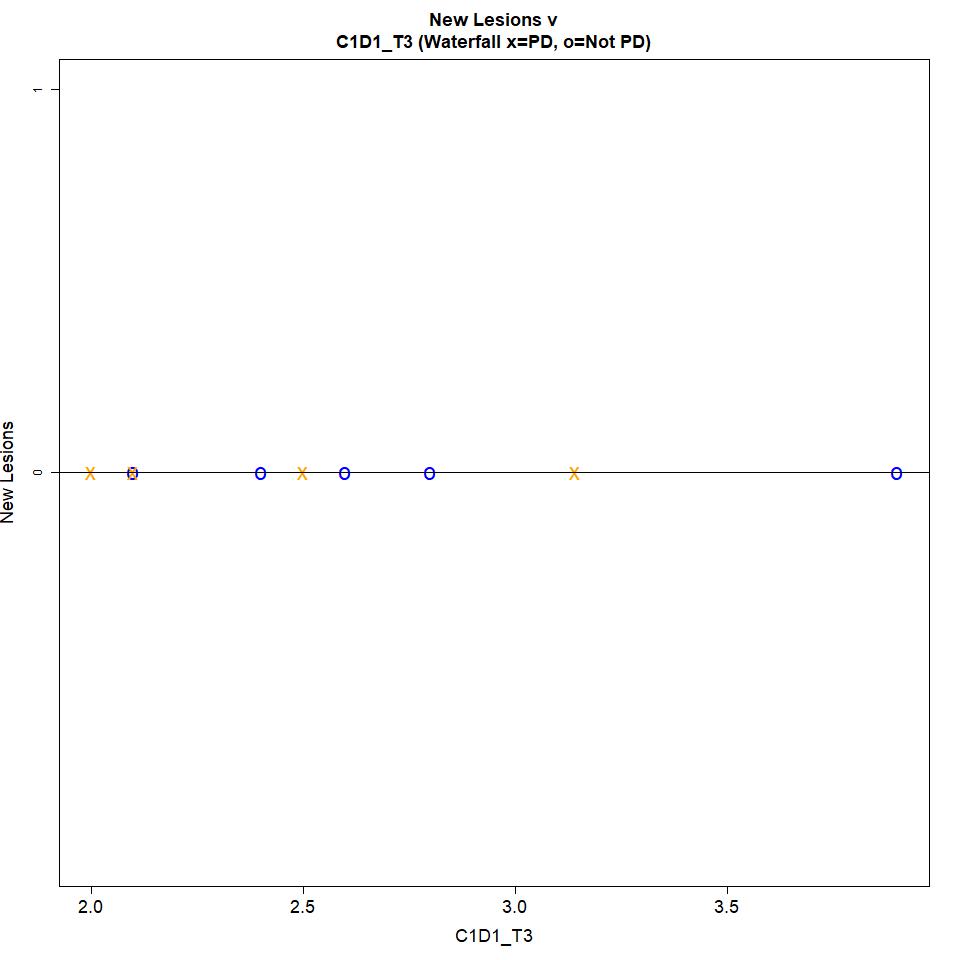 New Lesions v
C1D1_T3 (Waterfall x=PD, o=Not PD)
1
0
New Lesions
x x o o x o o x o
2.0 2.5 3.0 3.5
C1D1_T3